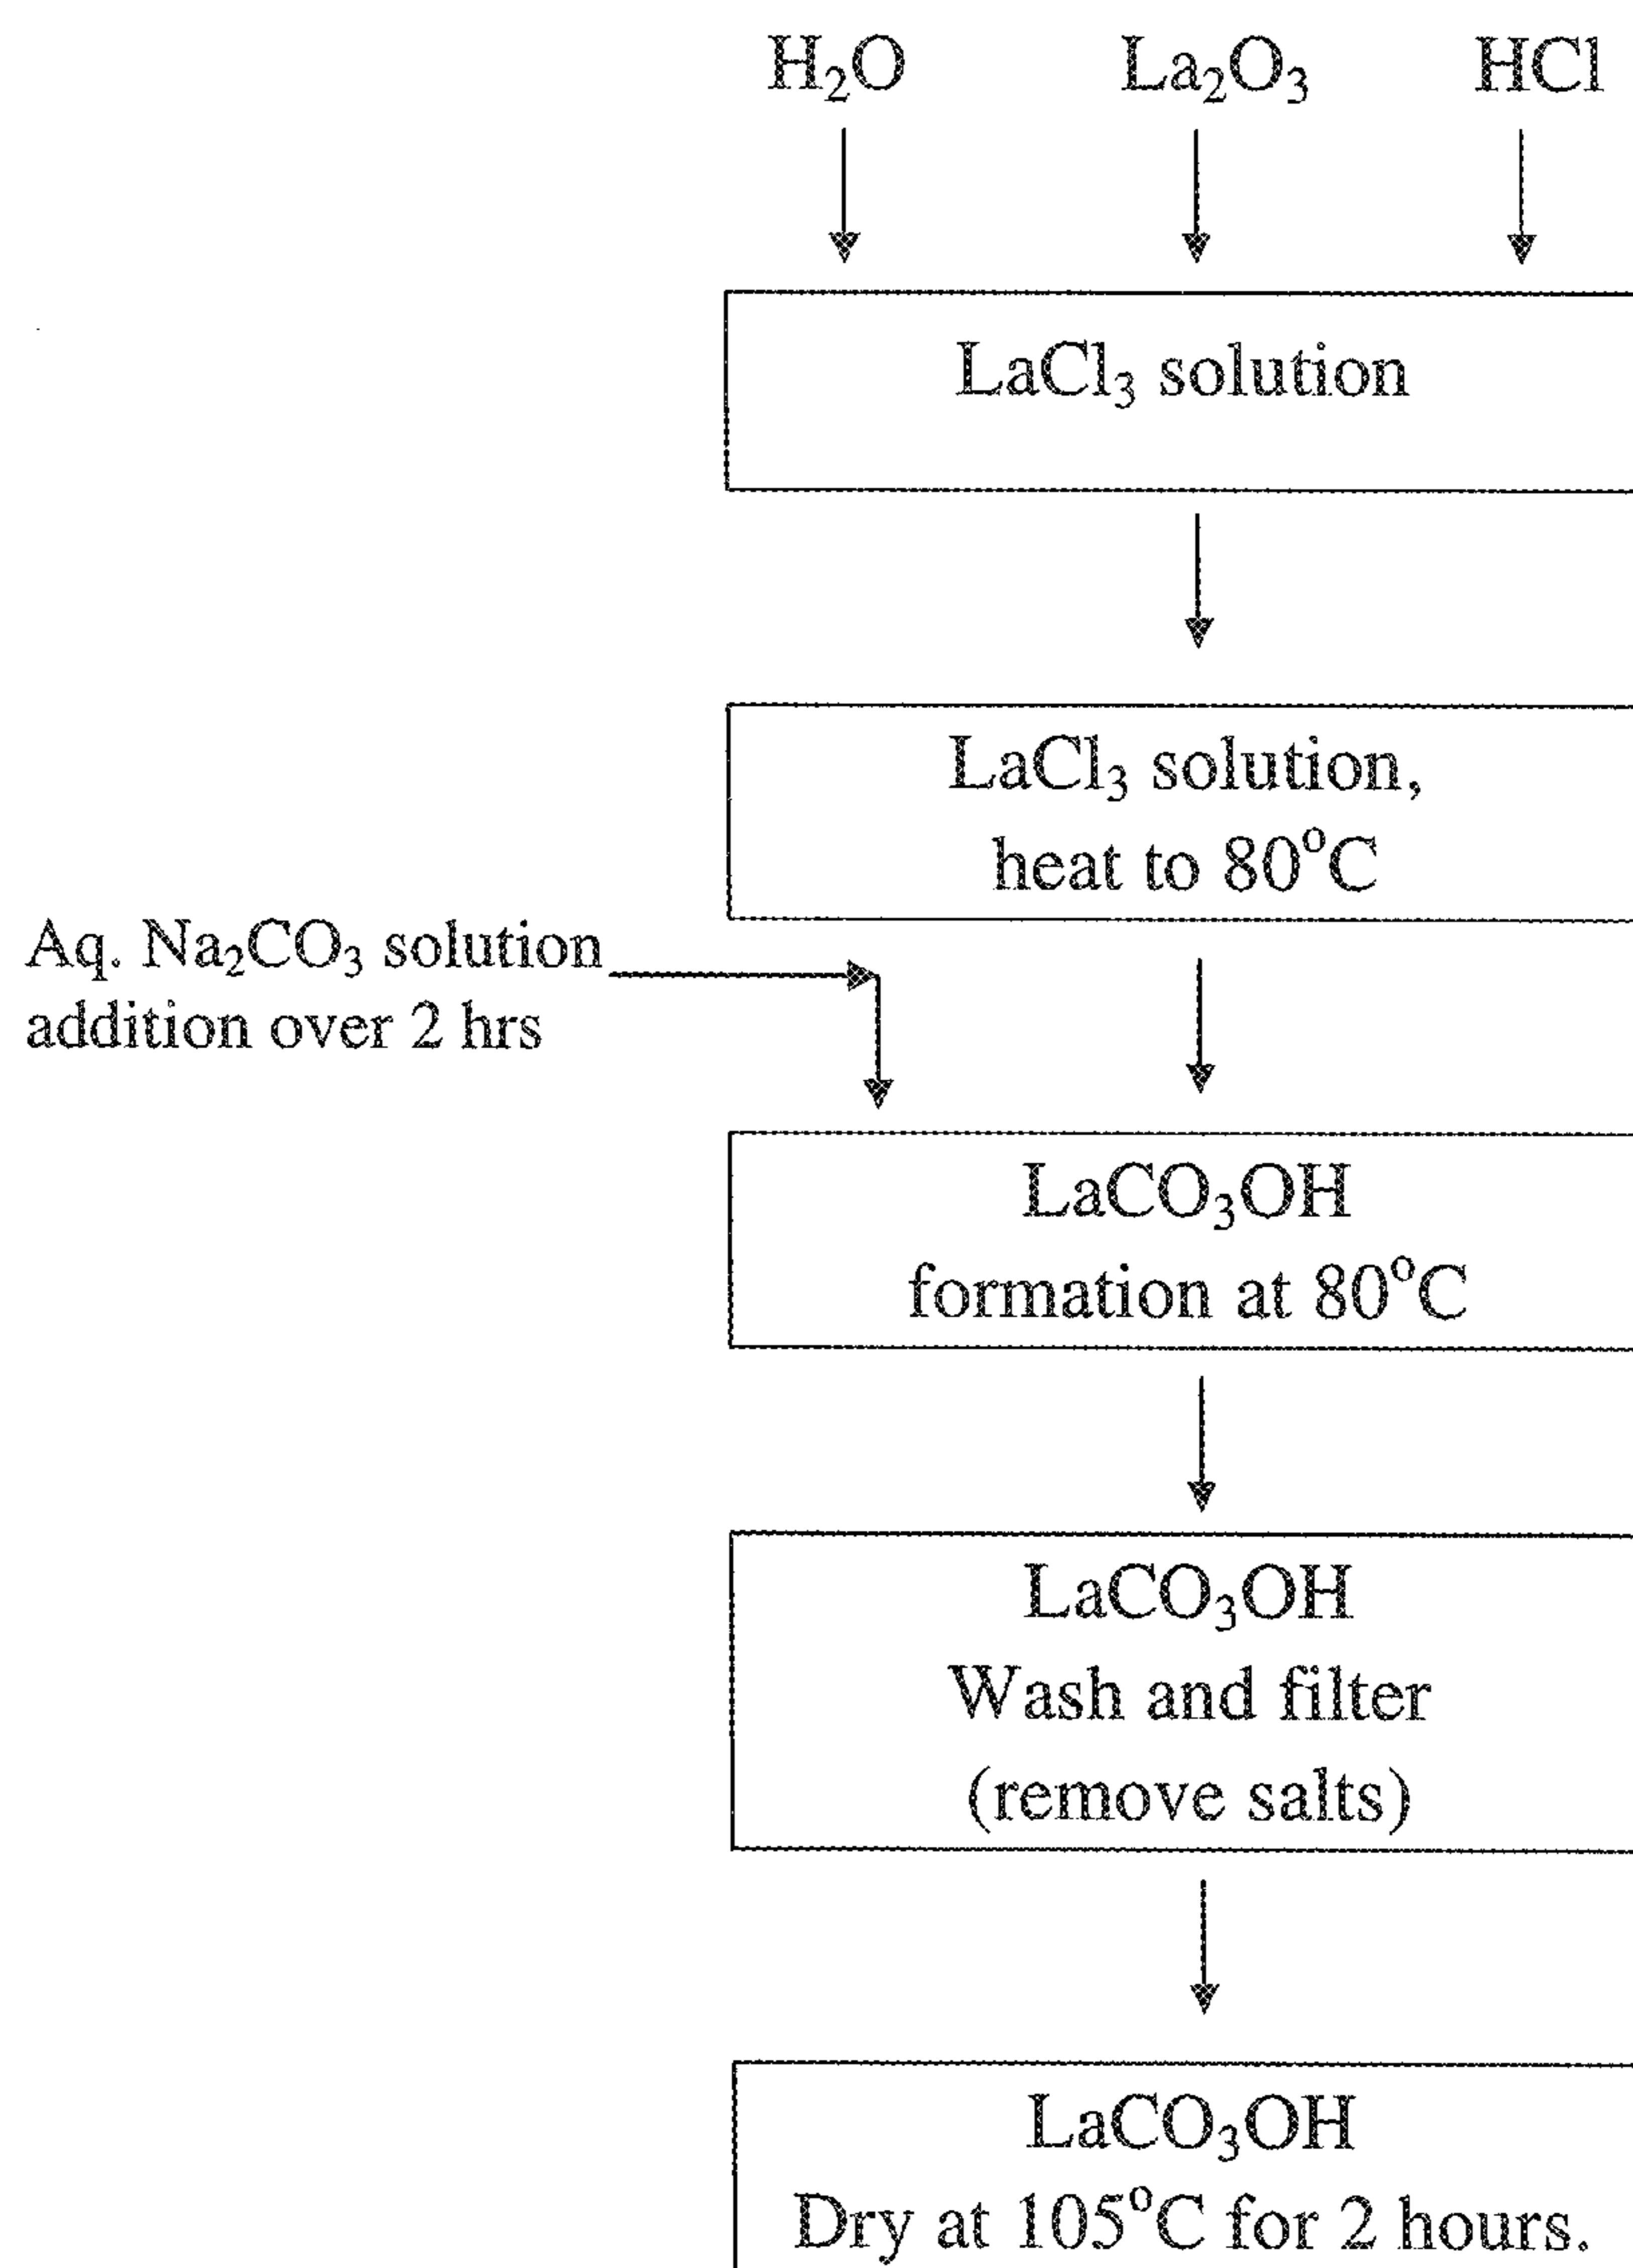 H₂O La₂O₃ HCl
LaCl₃ solution
LaCl₃ solution,
heat to 80°C
Aq. Na₂CO₃ solution
addition over 2 hrs
LaCO₃OH
formation at 80°C
LaCO₃OH
Wash and filter
(remove salts)
LaCO₃OH
Dry at 105°C for 2 hours.